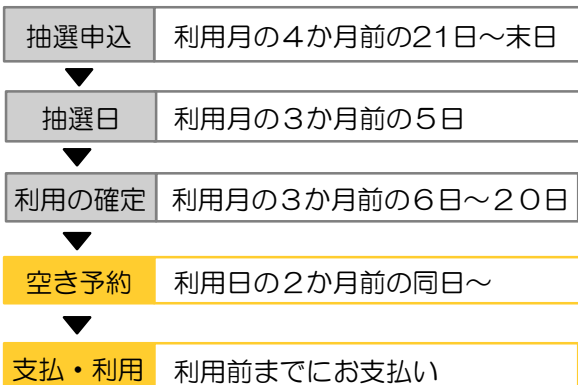 抽選申込 利用月の４か月前の21日～末日
抽選日 利用月の３か月前の５日
利用の確定 利用月の３か月前の６日～２０日
空き予約 利用日の２か月前の同日～
支払・利用 利用前までにお支払い